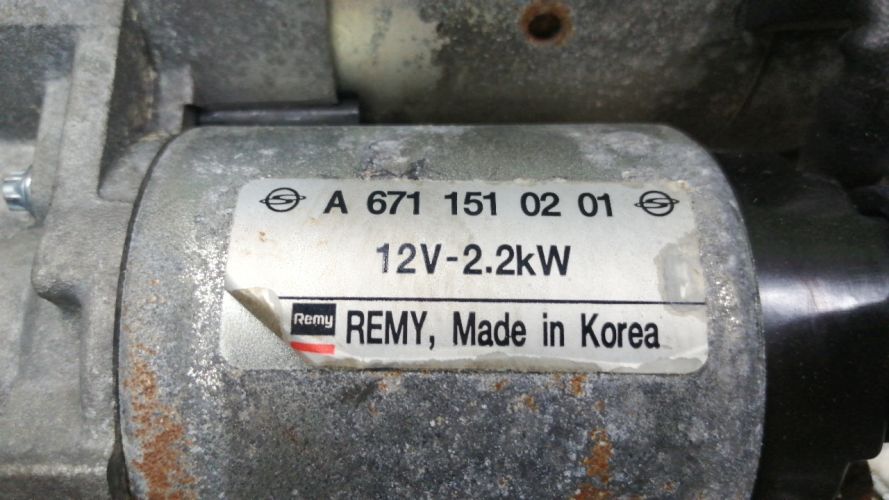 A 671 151 02 01
12V-2.2kW
Remy REMY, Made in Korea